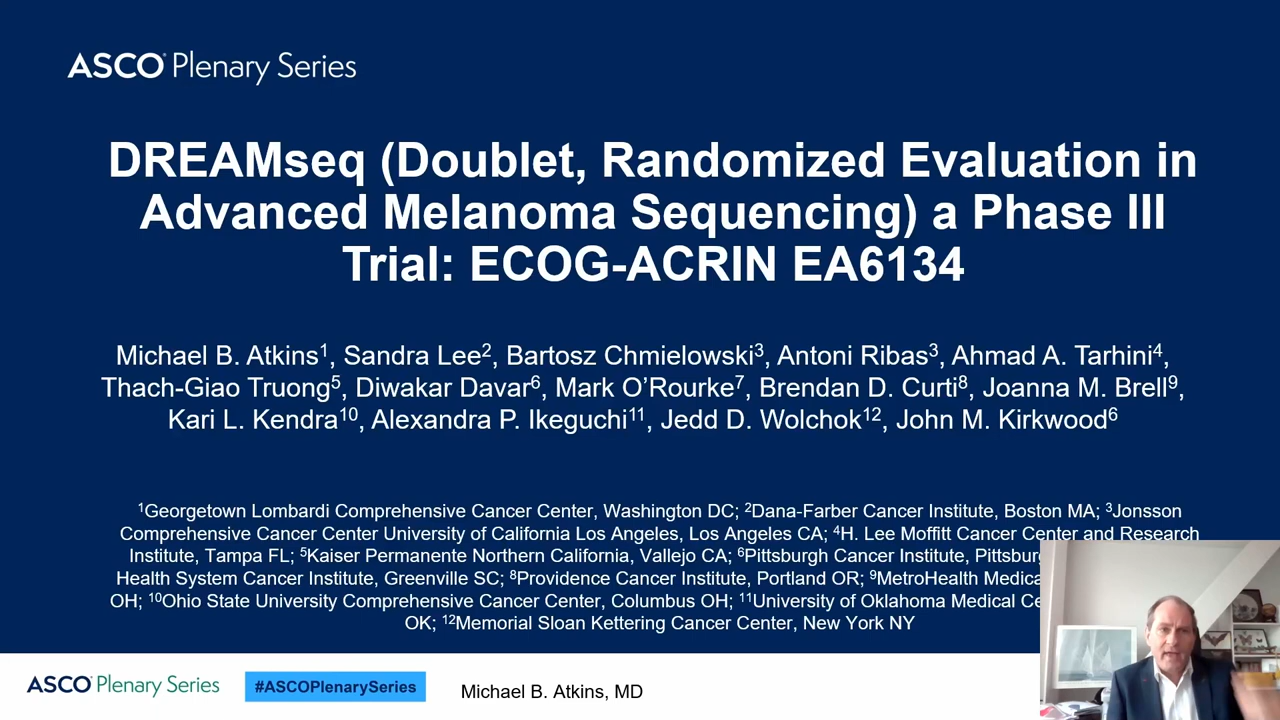 ASCO Plenary Series
DREAMseq (Doublet, Randomized Evaluation in
Advanced Melanoma Sequencing) a Phase III
Trial: ECOG-ACRIN EA6134
Michael B. Atkins1, Sandra Lee2, Bartosz Chmielowski3, Antoni Ribas3, Ahmad A. Tarhini4,
Thach-Giao Truong5, Diwakar Davar6, Mark O’Rourke7, Brendan D. Curti8, Joanna M. Brell9,
Kari L. Kendra10, Alexandra P. Ikeguchi11, Jedd D. Wolchok12, John M. Kirkwood6
1Georgetown Lombardi Comprehensive Cancer Center, Washington DC; 2Dana-Farber Cancer Institute, Boston MA; 3Jonsson
Comprehensive Cancer Center University of California Los Angeles, Los Angeles CA; 4H. Lee Moffitt Cancer Center and Research
Institute, Tampa FL; 5Kaiser Permanente Northern California, Vallejo CA; 6Pittsburgh Cancer Institute,
Health System Cancer Institute, Greenville SC; 8Providence Cancer Institute, Portland OR; 9MetroHealth
OH; 10Ohio State University Comprehensive Cancer Center, Columbus OH; 11University of Oklahoma Medical
OK; 12Memorial Sloan Kettering Cancer Center, New York NY
ASCO Plenary Series
#ASCOPlenarySeries
Michael B. Atkins, MD